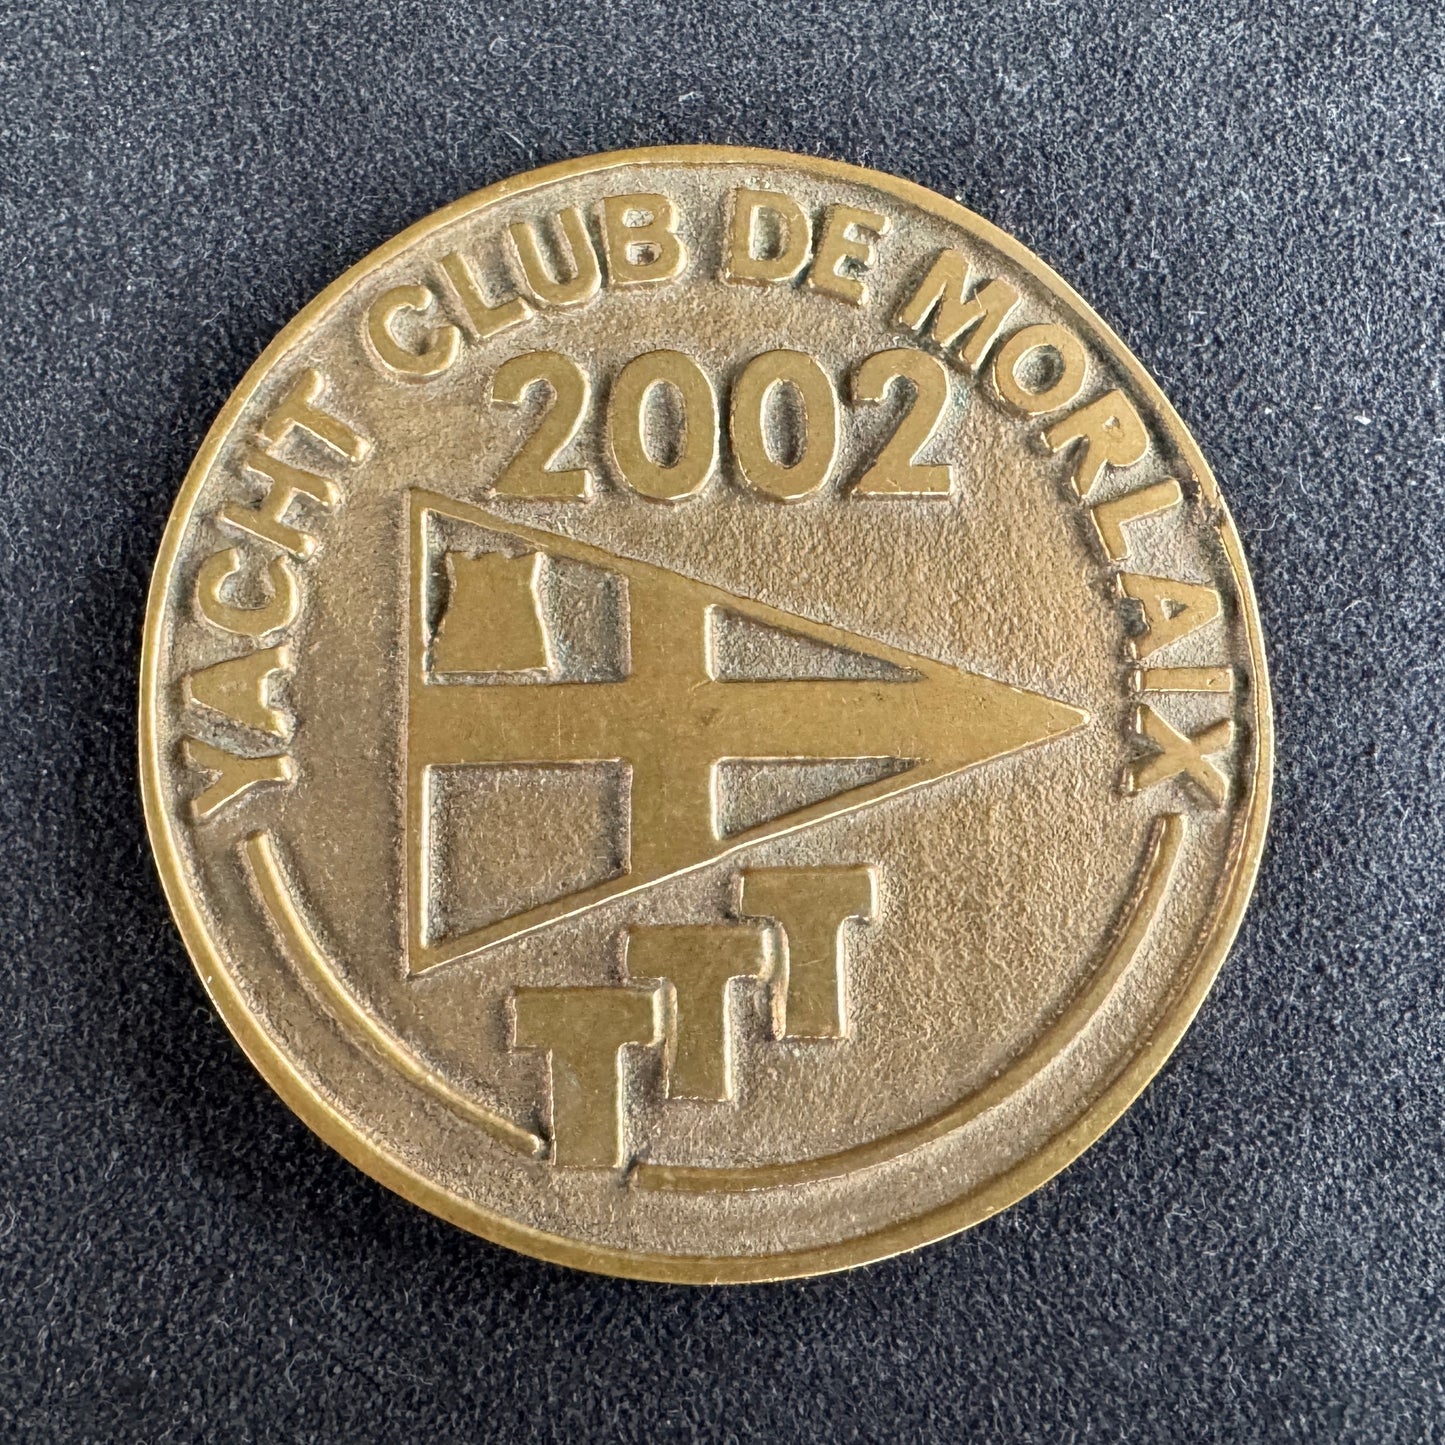 YACHT CLUB DE MORLAIX
2002
TTT